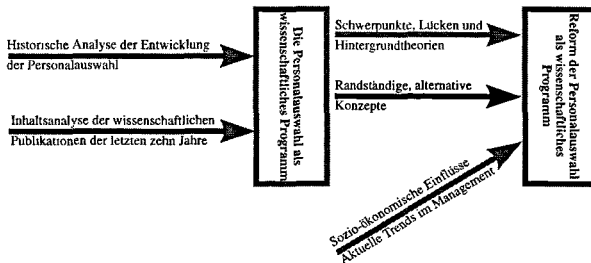 Historische Analyse der Entwicklung
der Personalauswahl
Inhaltsanalyse der wissenschaftlichen
Publikationen der letzten zehn Jahre
Die Personalauswahl als
wissenschaftliches Programm
Schwerpunkte, Lücken und
Hintergrundtheorien
Randständige, alternative
Konzepte
Sozio-ökonomische Einflüsse
Aktuelle Trends im Management
Reform der Personalauswahl
als wissenschaftliches
Programm